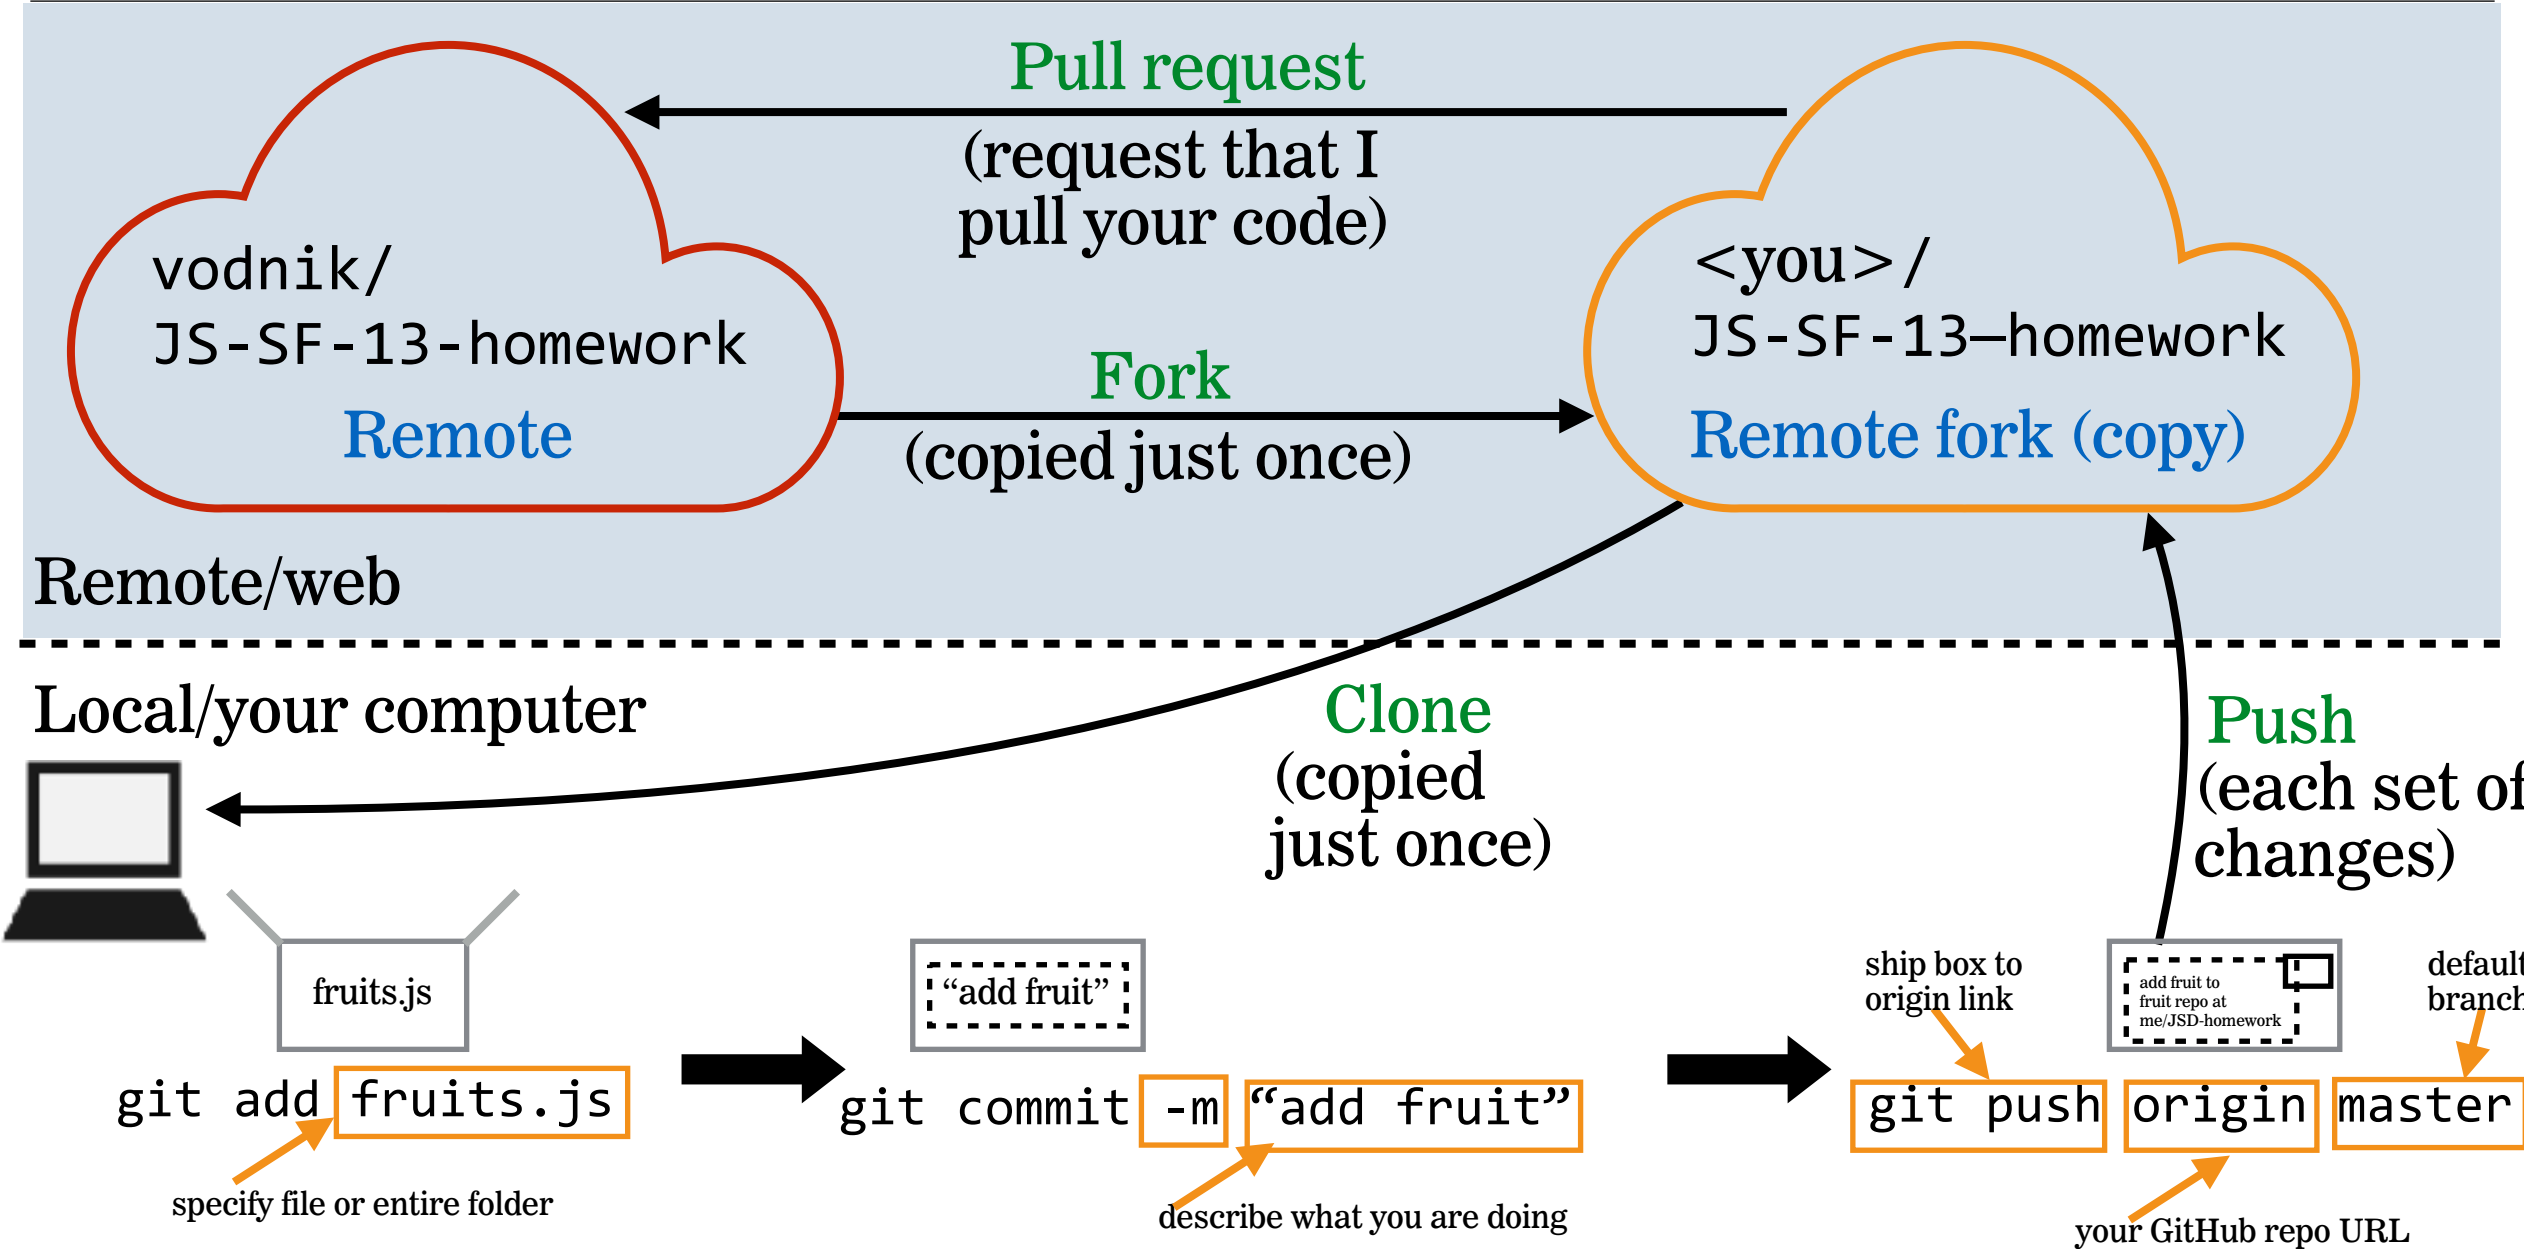 Pull request
(request that I
pull your code)
vodnik/
JS-SF-13-homework
Remote
Fork
(copied just once)
<you>/
JS-SF-13—homework
Remote fork (copy)
Remote/web
Local/your computer
Clone
(copied
just once)
Push
(each set of
changes)
fruits.js
git add fruits.js
specify file or entire folder
“add fruit”
git commit -m “add fruit”
describe what you are doing
ship box to
origin link
add fruit to
fruit repo at
me/JSD-homework
default
branch
git push origin master
your GitHub repo URL